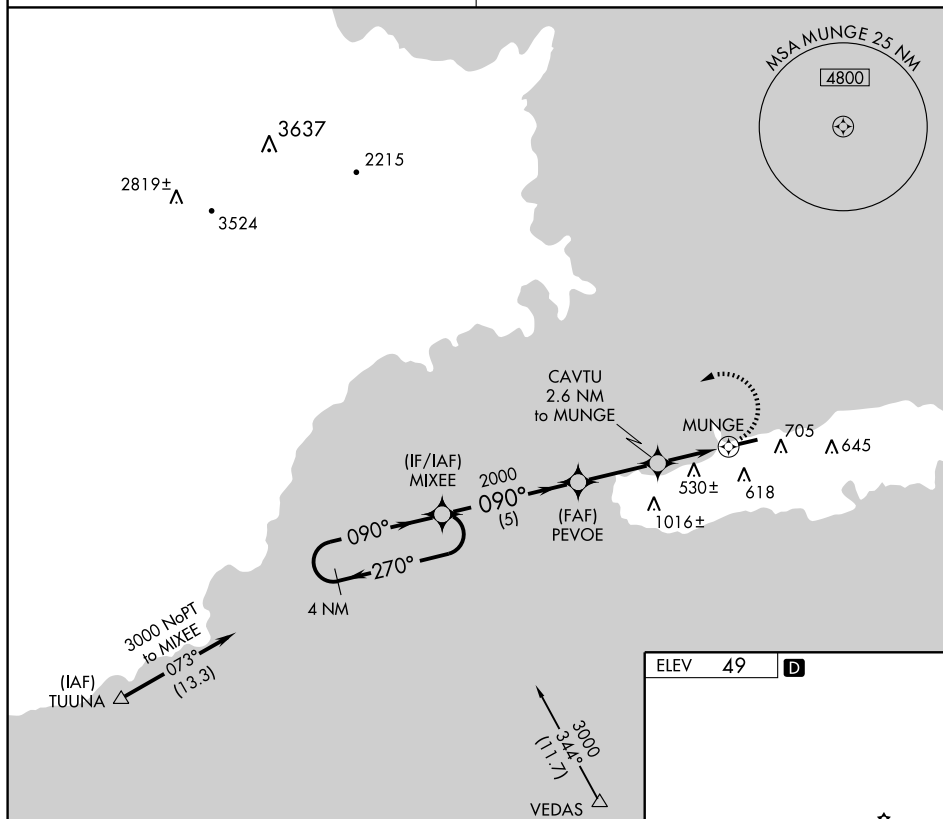 MSA MUNGE 25 NM
4800
3637
2215
2819±
3524
CAVTU
2.6 NM
to MUNGE
MUNGE
705
645
530±
618
1016±
(IF/IAF)
MIXEE
2000
090°
(5)
(FAF)
PEVOE
090°
270°
4 NM
3000 NoPT
to MIXEE
073°
(13.3)
(IAF)
TUUNA
3000
344°
(11.7)
VEDAS
ELEV 49 D